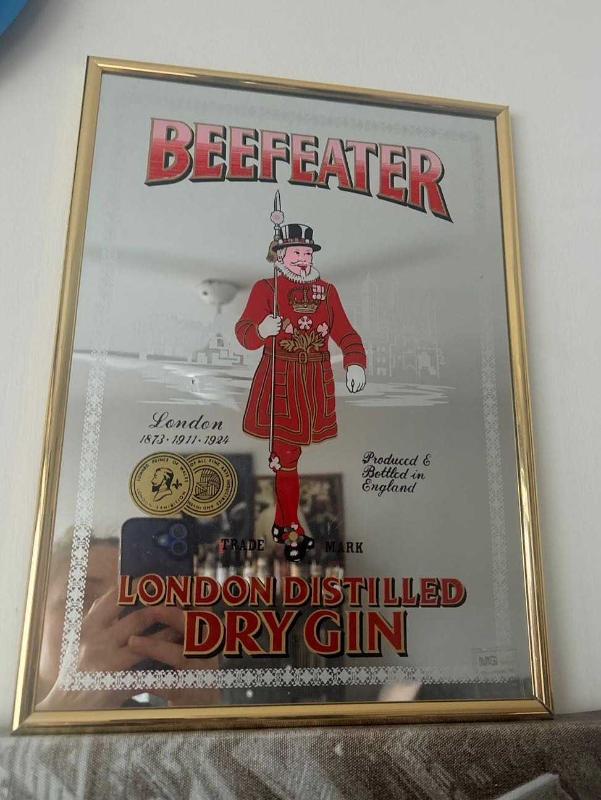 BEEFEATER
London
1873·1911·1924
Produced &
Bottled in
England
TRADE MARK
LONDON DISTILLED
DRY GIN